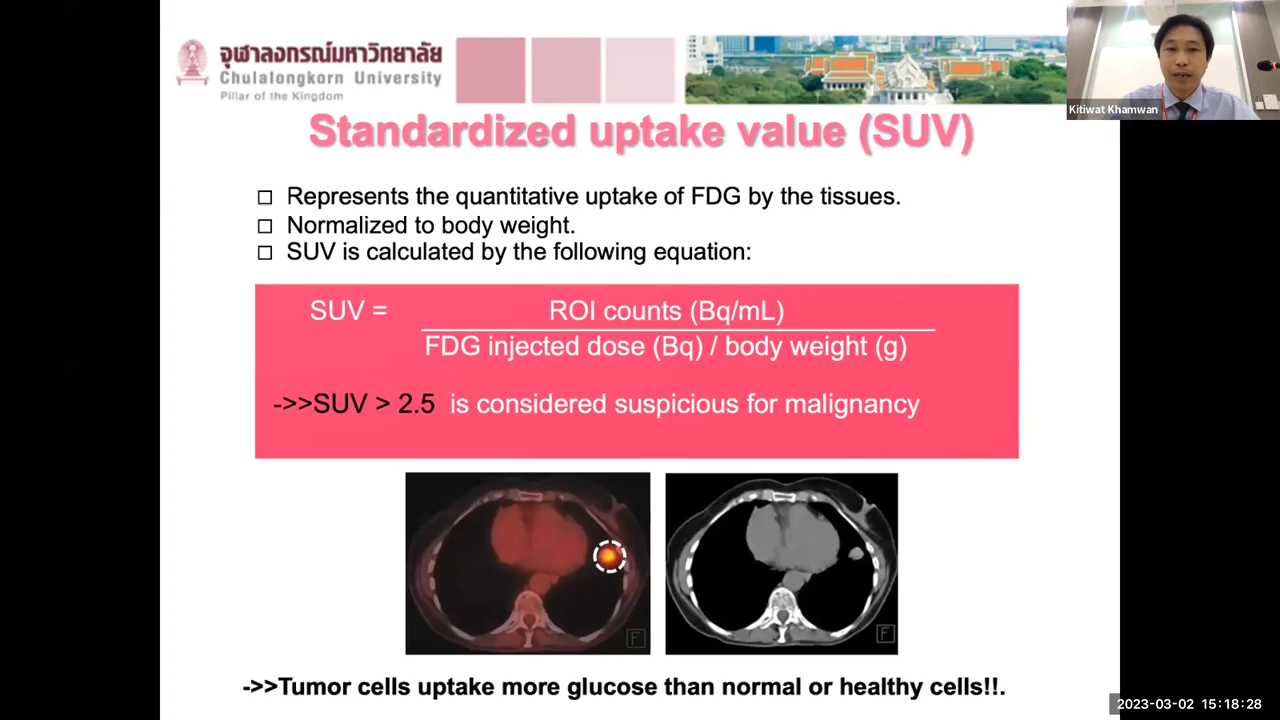 จุฬาลงกรณ์มหาวิทยาลัย
Chulalongkorn University
Pillar of the Kingdom
Kitiwat Khamwan
Standardized uptake value (SUV)
Represents the quantitative uptake of FDG by the tissues.
Normalized to body weight.
SUV is calculated by the following equation:
SUV = ROI counts (Bq/mL)
FDG injected dose (Bq) / body weight (g)
->>SUV > 2.5 is considered suspicious for malignancy
F
F
->>Tumor cells uptake more glucose than normal or healthy cells!!.
2023-03-02 15:18:28